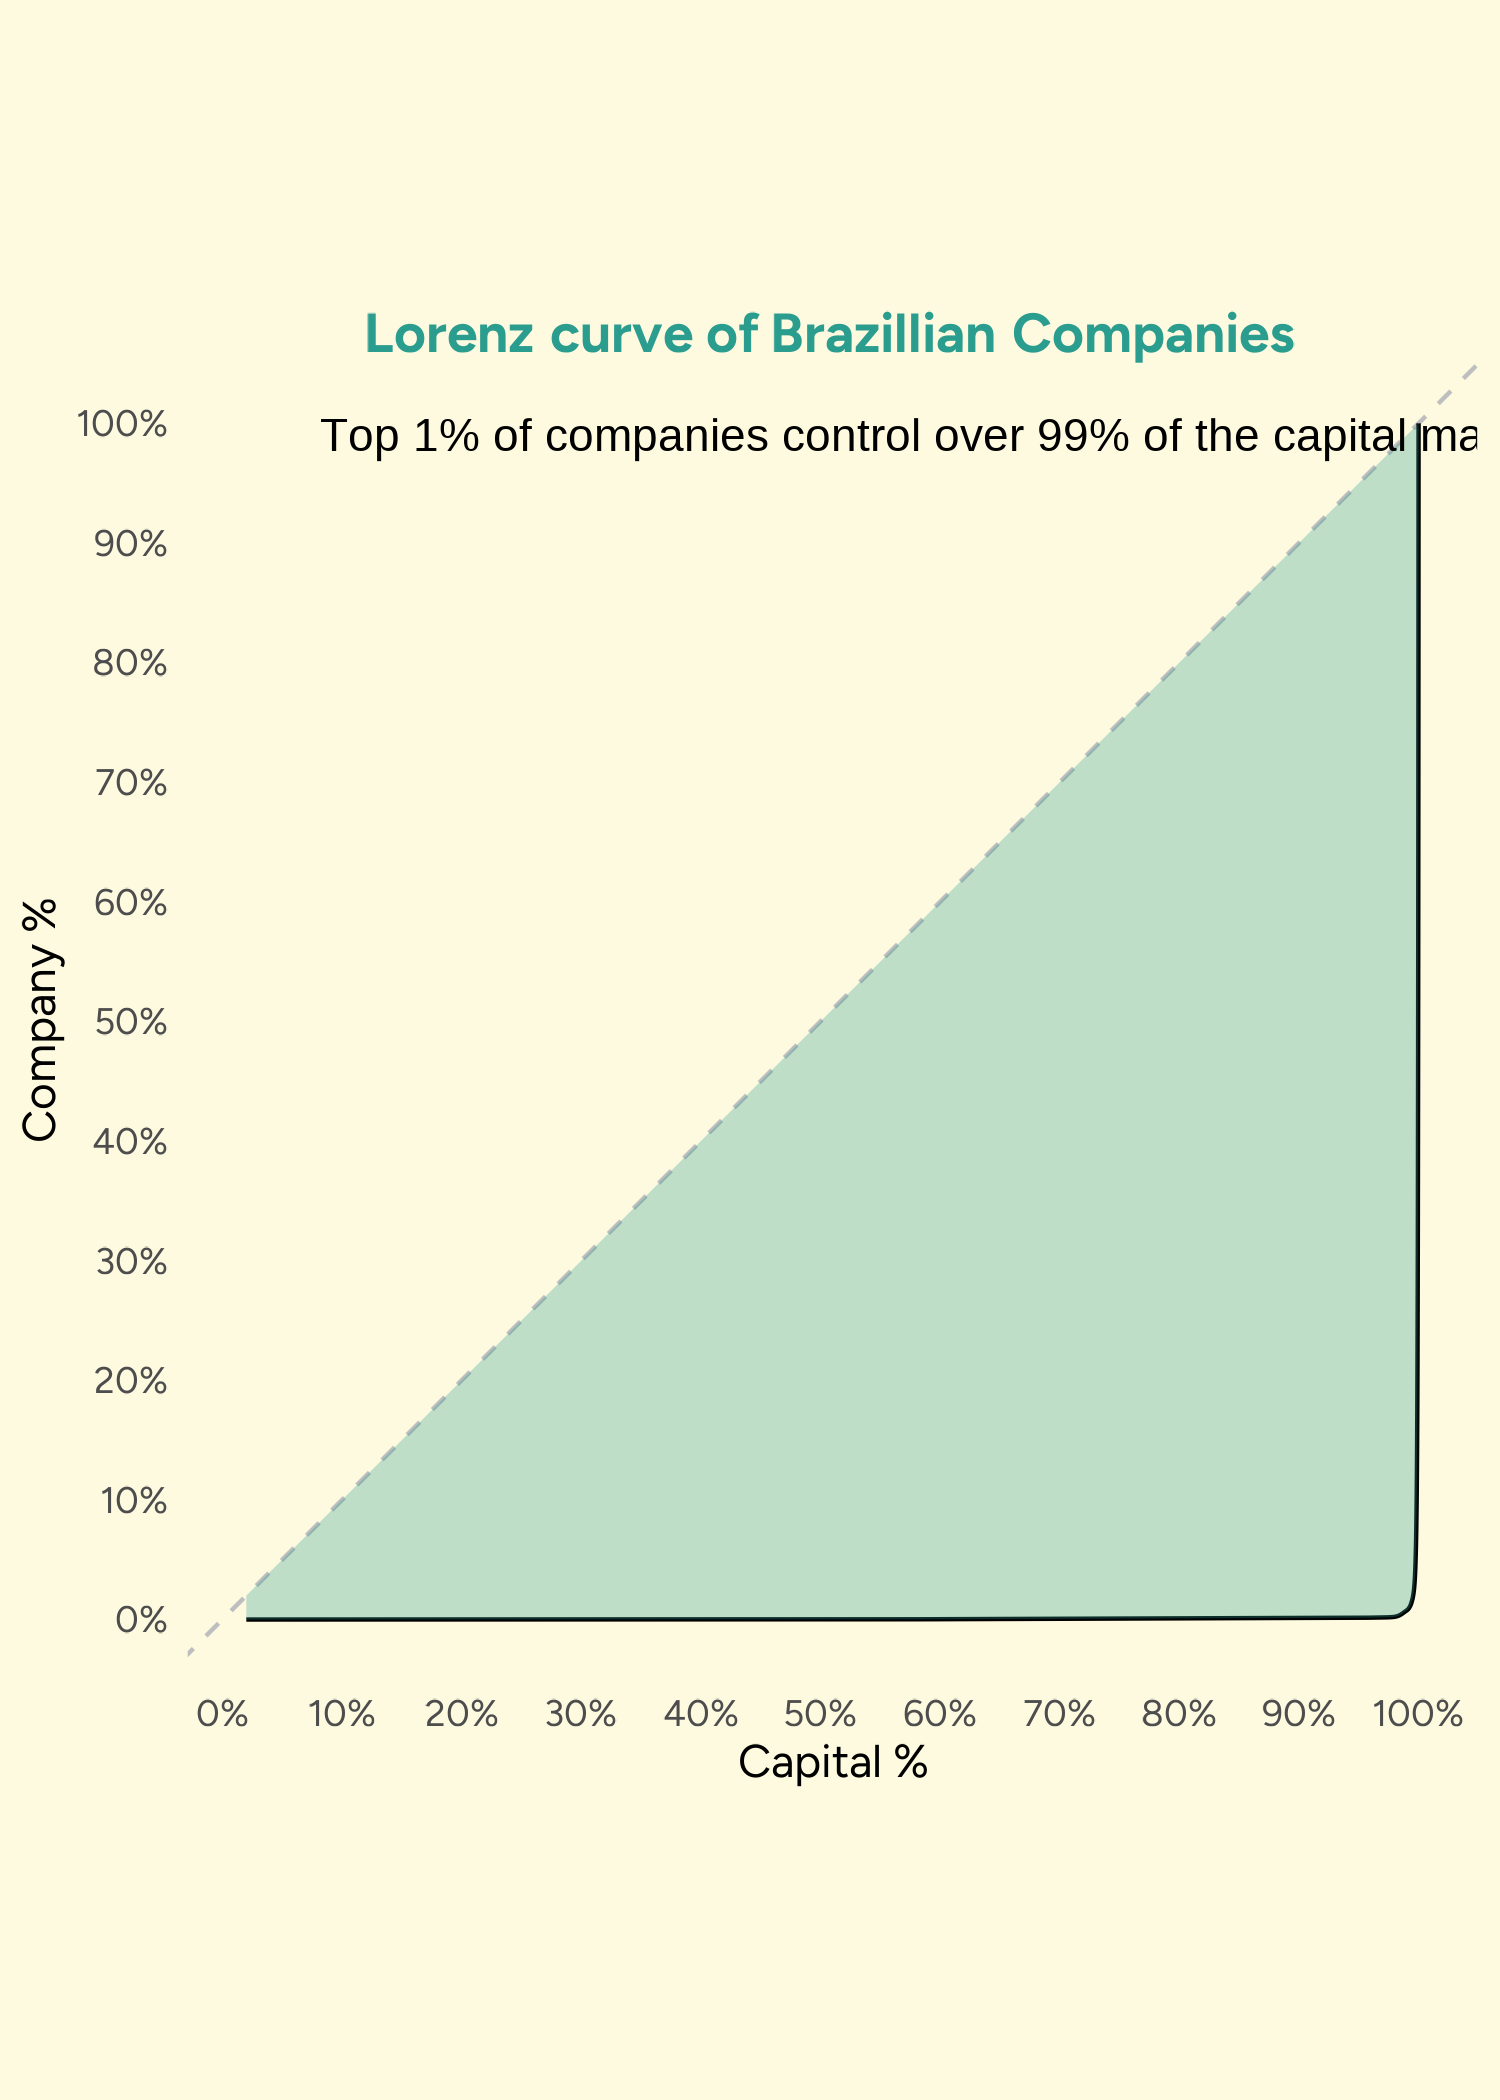 Lorenz curve of Brazillian Companies
Top 1% of companies control over 99% of the capital ma
100%
90%
80%
70%
60%
50%
40%
30%
20%
10%
0%
Company %
0% 10% 20% 30% 40% 50% 60% 70% 80% 90% 100%
Capital %